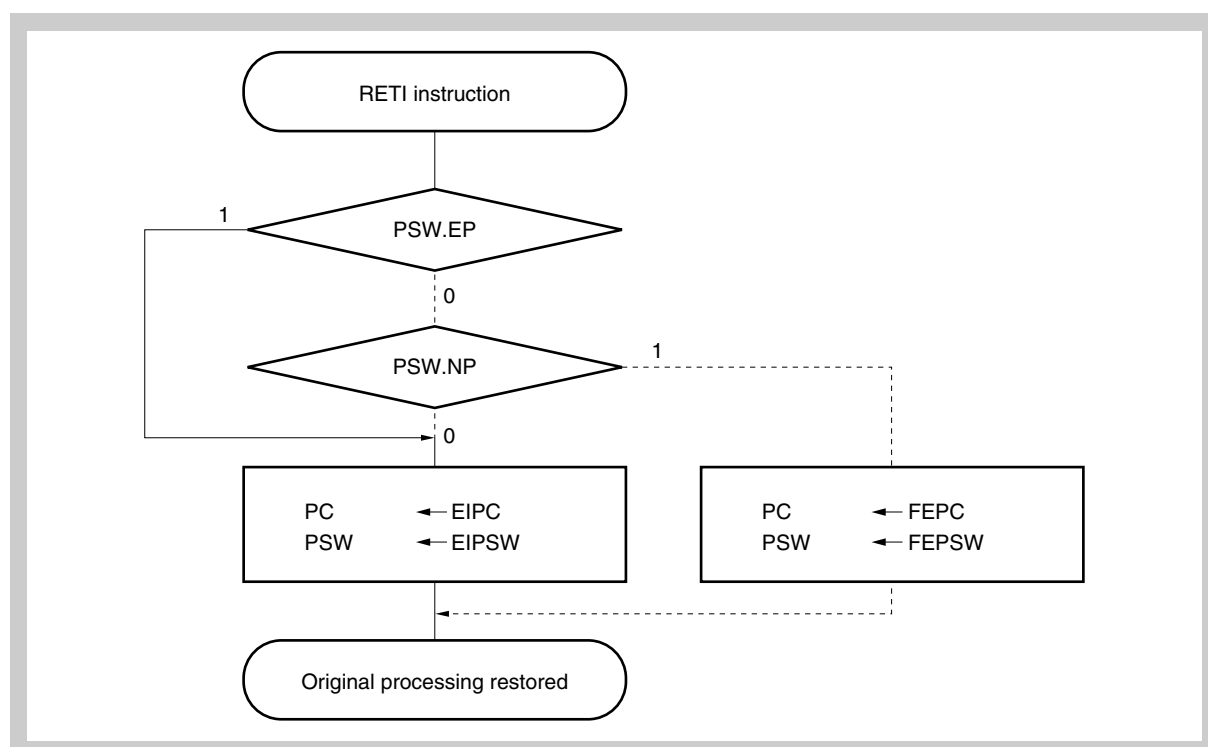 RETI instruction
1
PSW.EP
0
1
PSW.NP
0
PC ← EIPC
PSW ← EIPSW
PC ← FEPC
PSW ← FEPSW
Original processing restored